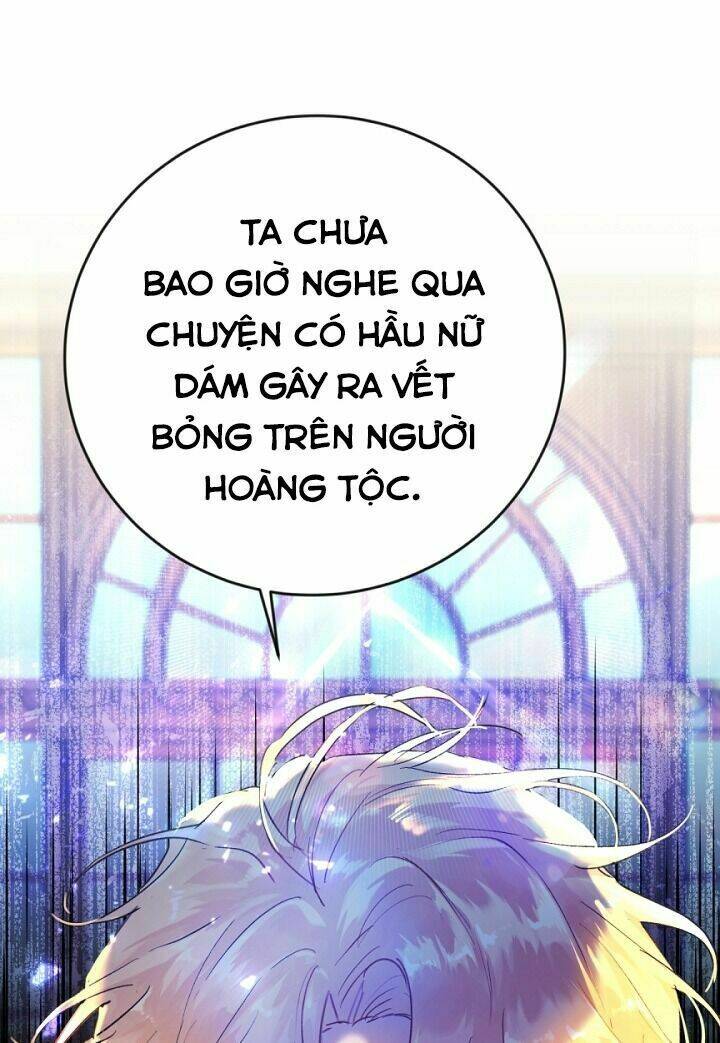 TA CHƯA
BAO GIỜ NGHE QUA
CHUYỆN CÓ HẦU NỮ
DÁM GÂY RA VẾT
BỎNG TRÊN NGƯỜI
HOÀNG TỘC.